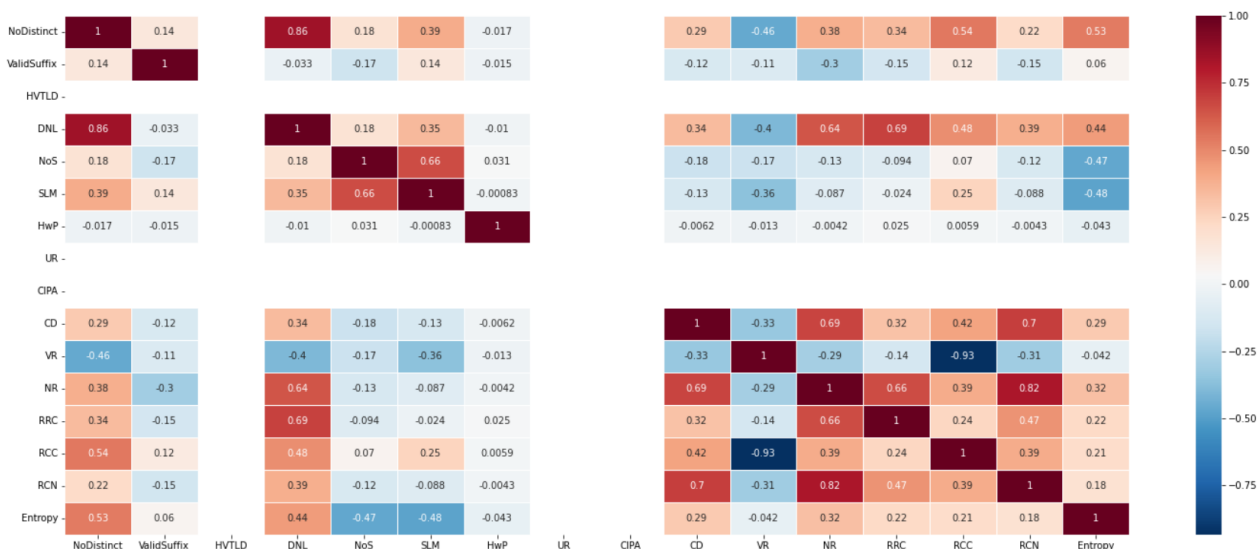 NoDistinct 1 0.14 0.86 0.18 0.39 -0.017 0.29 -0.46 0.38 0.34 0.54 0.22 0.53
ValidSuffix 0.14 1 -0.033 -0.17 0.14 -0.015 -0.12 -0.11 -0.3 -0.15 0.12 -0.15 0.06
HVTLD
DNL 0.86 -0.033 1 0.18 0.35 -0.01 0.34 -0.4 0.64 0.69 0.48 0.39 0.44
NoS 0.18 -0.17 0.18 1 0.66 0.031 -0.18 -0.17 -0.13 -0.094 0.07 -0.12 -0.47
SLM 0.39 0.14 0.35 0.66 1 -0.00083 -0.13 -0.36 -0.087 -0.024 0.25 -0.088 -0.48
HwP -0.017 -0.015 -0.01 0.031 -0.00083 1 -0.0062 -0.013 -0.0042 0.025 0.0059 -0.0043 -0.043
UR
CIPA
CD 0.29 -0.12 0.34 -0.18 -0.13 -0.0062 1 -0.33 0.69 0.32 0.42 0.7 0.29
VR -0.46 -0.11 -0.4 -0.17 -0.36 -0.013 -0.33 1 -0.29 -0.14 -0.93 -0.31 -0.042
NR 0.38 -0.3 0.64 -0.13 -0.087 -0.0042 0.69 -0.29 1 0.66 0.39 0.82 0.32
RRC 0.34 -0.15 0.69 -0.094 -0.024 0.025 0.32 -0.14 0.66 1 0.24 0.47 0.22
RCC 0.54 0.12 0.48 0.07 0.25 0.0059 0.42 -0.93 0.39 0.24 1 0.39 0.21
RCN 0.22 -0.15 0.39 -0.12 -0.088 -0.0043 0.7 -0.31 0.82 0.47 0.39 1 0.18
Entropy 0.53 0.06 0.44 -0.47 -0.48 -0.043 0.29 -0.042 0.32 0.22 0.21 0.18 1
NoDistinct ValidSuffix HVTLD DNL NoS SLM HwP UR CIPA CD VR NR RRC RCC RCN Entropy
1.00
0.75
0.50
0.25
0.00
-0.25
-0.50
-0.75